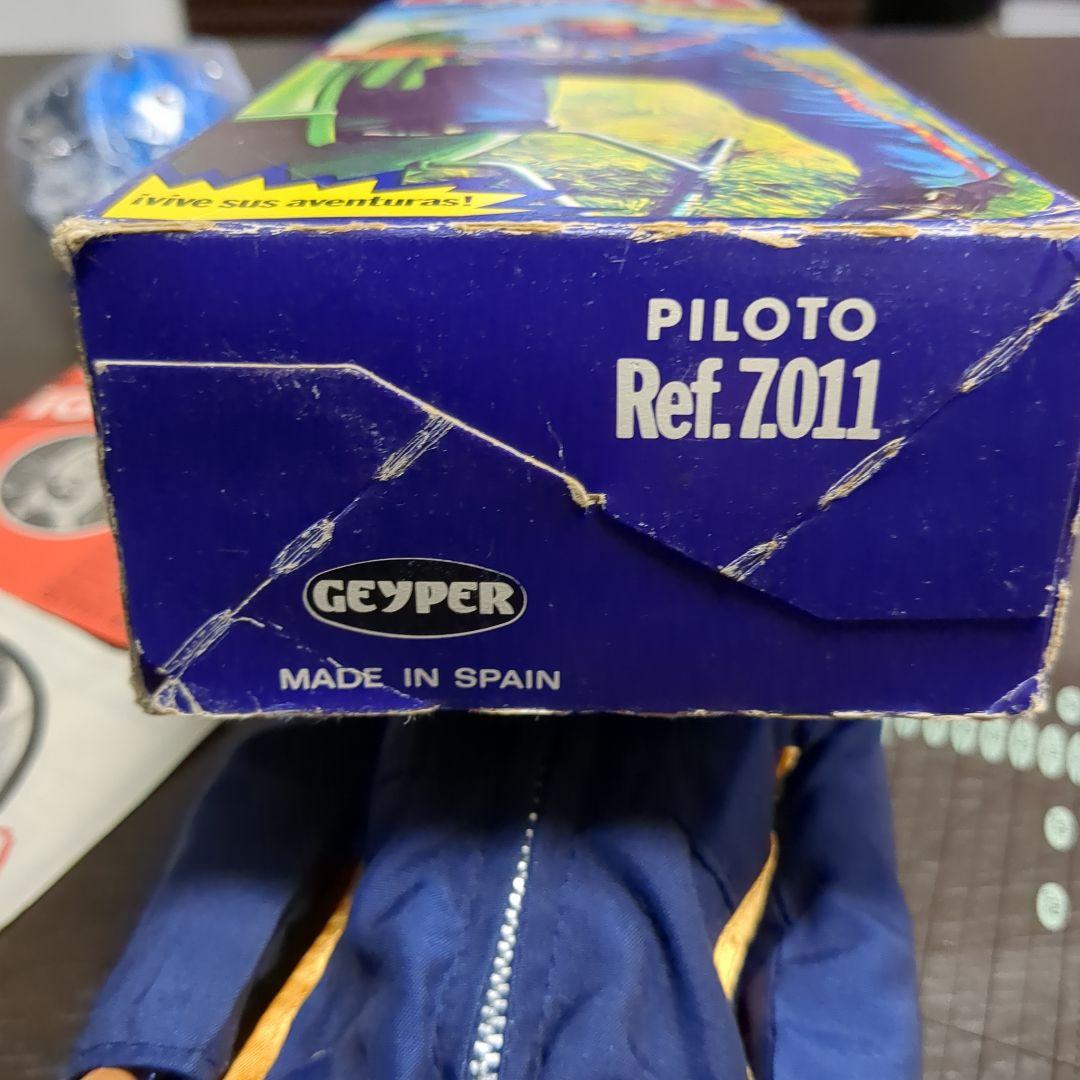 ¡vive sus aventuras!
PILOTO
Ref. 7.011
GEYPER
MADE IN SPAIN